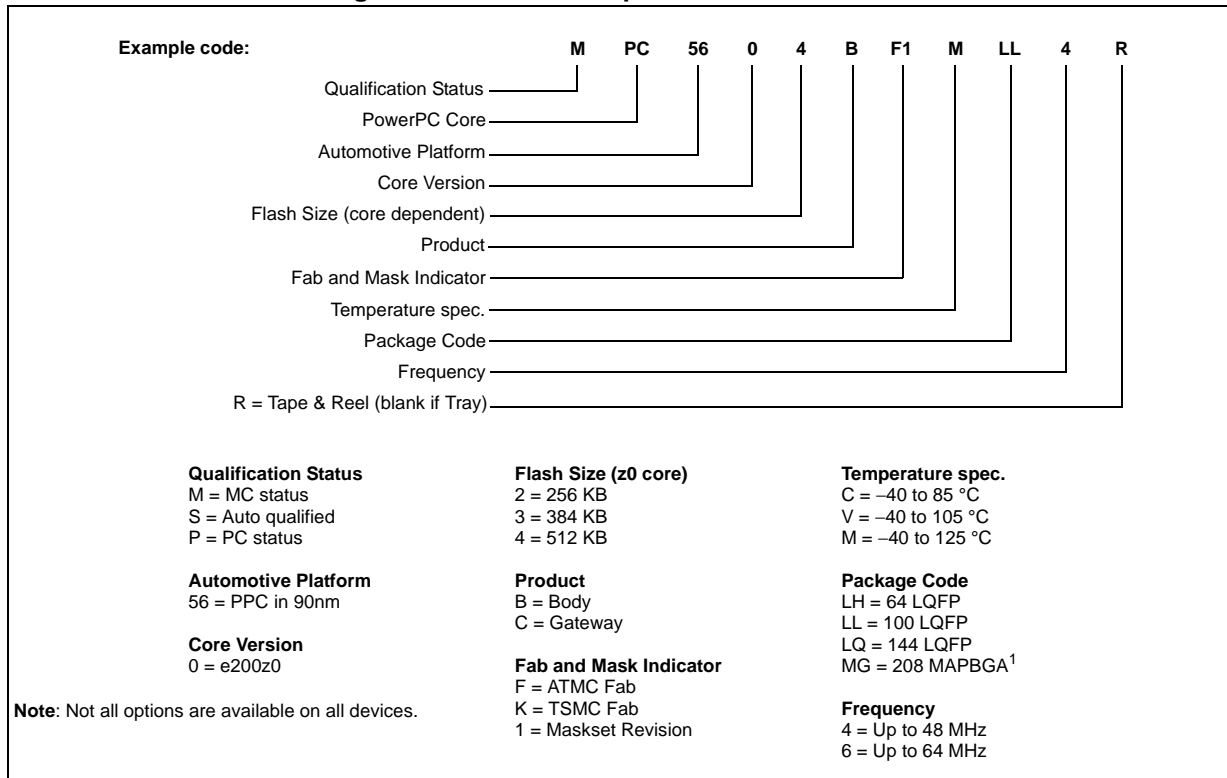 Example code: M PC 56 0 4 B F1 M LL 4 R
Qualification Status
PowerPC Core
Automotive Platform
Core Version
Flash Size (core dependent)
Product
Fab and Mask Indicator
Temperature spec.
Package Code
Frequency
R = Tape & Reel (blank if Tray)
Qualification Status
M = MC status
S = Auto qualified
P = PC status
Automotive Platform
56 = PPC in 90nm
Core Version
0 = e200z0
Note: Not all options are available on all devices.
Flash Size (z0 core)
2 = 256 KB
3 = 384 KB
4 = 512 KB
Product
B = Body
C = Gateway
Fab and Mask Indicator
F = ATMC Fab
K = TSMC Fab
1 = Maskset Revision
Temperature spec.
C = –40 to 85 °C
V = –40 to 105 °C
M = –40 to 125 °C
Package Code
LH = 64 LQFP
LL = 100 LQFP
LQ = 144 LQFP
MG = 208 MAPBGA1
Frequency
4 = Up to 48 MHz
6 = Up to 64 MHz